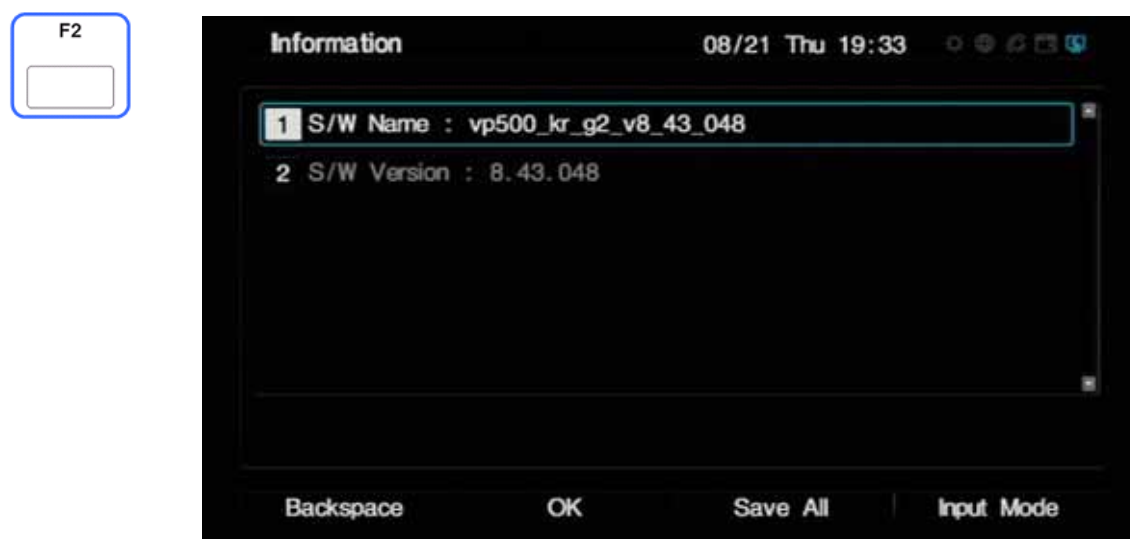 F2
Information 08/21 Thu 19:33
1 S/W Name : vp500_kr_g2_v8_43_048
2 S/W Version : 8.43.048
Backspace OK Save All Input Mode